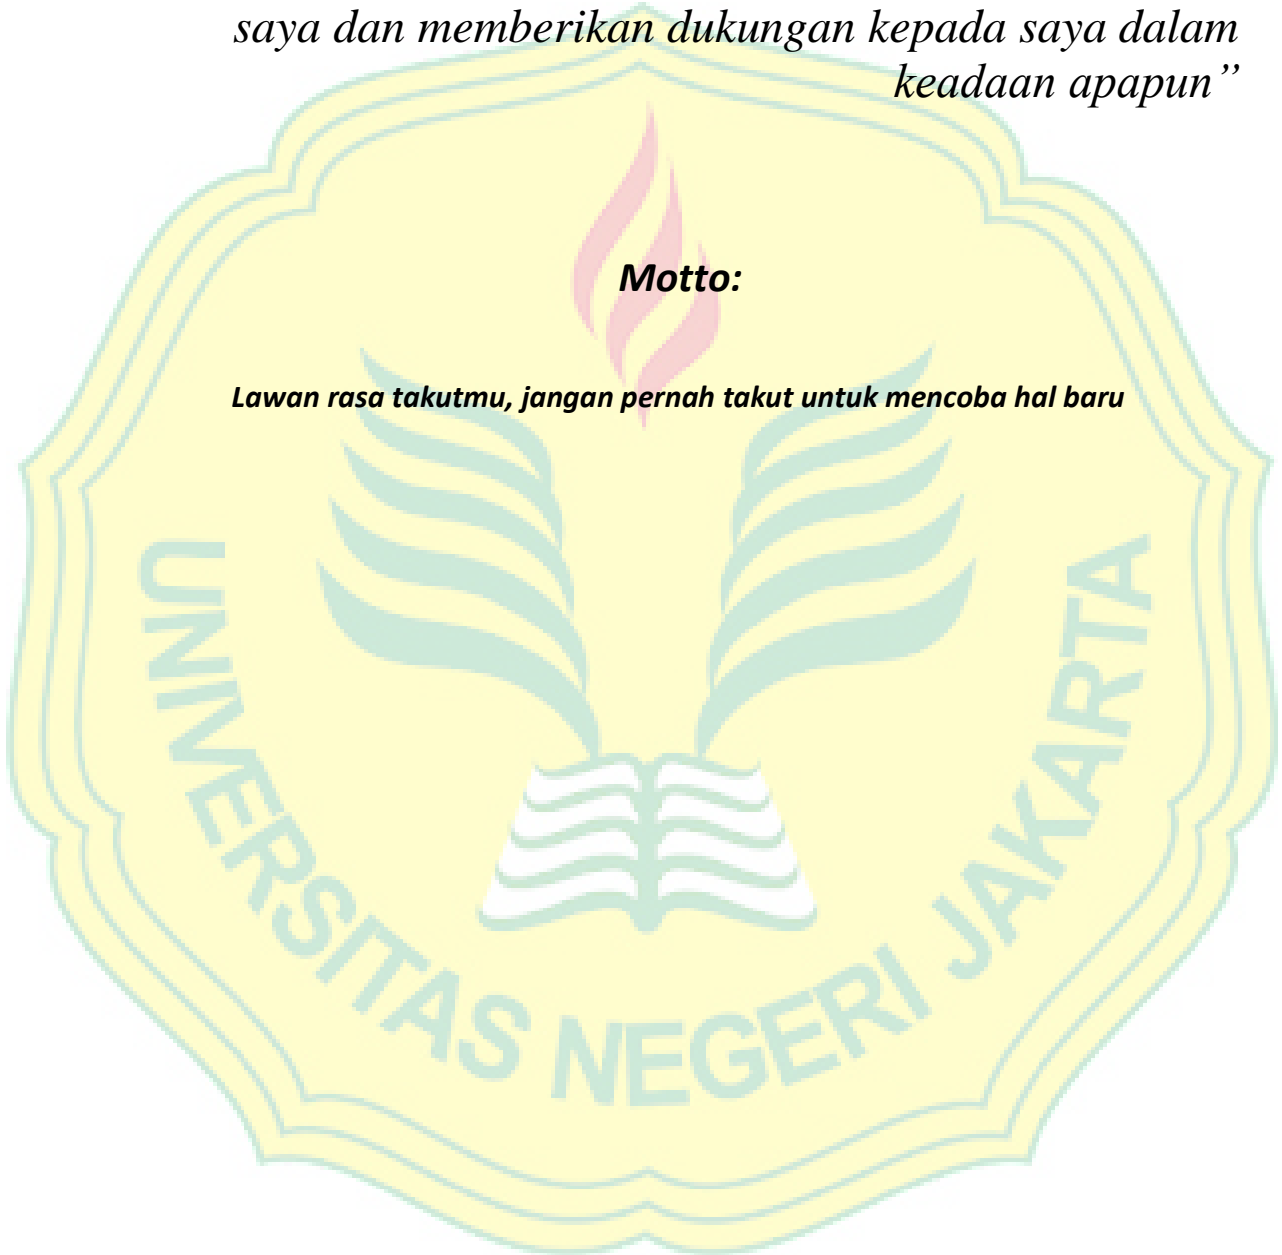 saya dan memberikan dukungan kepada saya dalam
keadaan apapun”
Motto:
Lawan rasa takutmu, jangan pernah takut untuk mencoba hal baru
UNIVERSITAS NEGERI JAKARTA